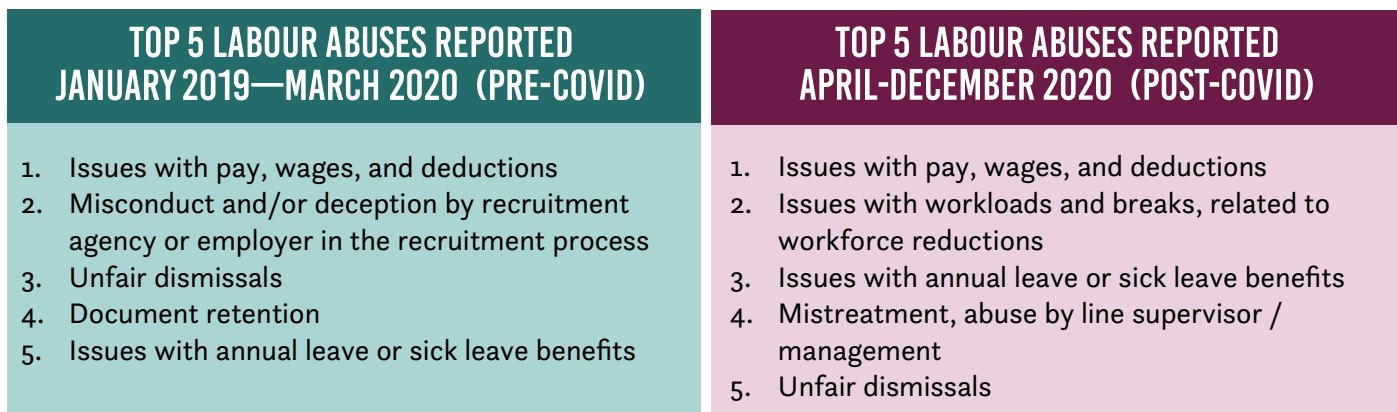 TOP 5 LABOUR ABUSES REPORTED
JANUARY 2019—MARCH 2020 (PRE-COVID)
1. Issues with pay, wages, and deductions
2. Misconduct and/or deception by recruitment
agency or employer in the recruitment process
3. Unfair dismissals
4. Document retention
5. Issues with annual leave or sick leave benefits
TOP 5 LABOUR ABUSES REPORTED
APRIL-DECEMBER 2020 (POST-COVID)
1. Issues with pay, wages, and deductions
2. Issues with workloads and breaks, related to
workforce reductions
3. Issues with annual leave or sick leave benefits
4. Mistreatment, abuse by line supervisor /
management
5. Unfair dismissals